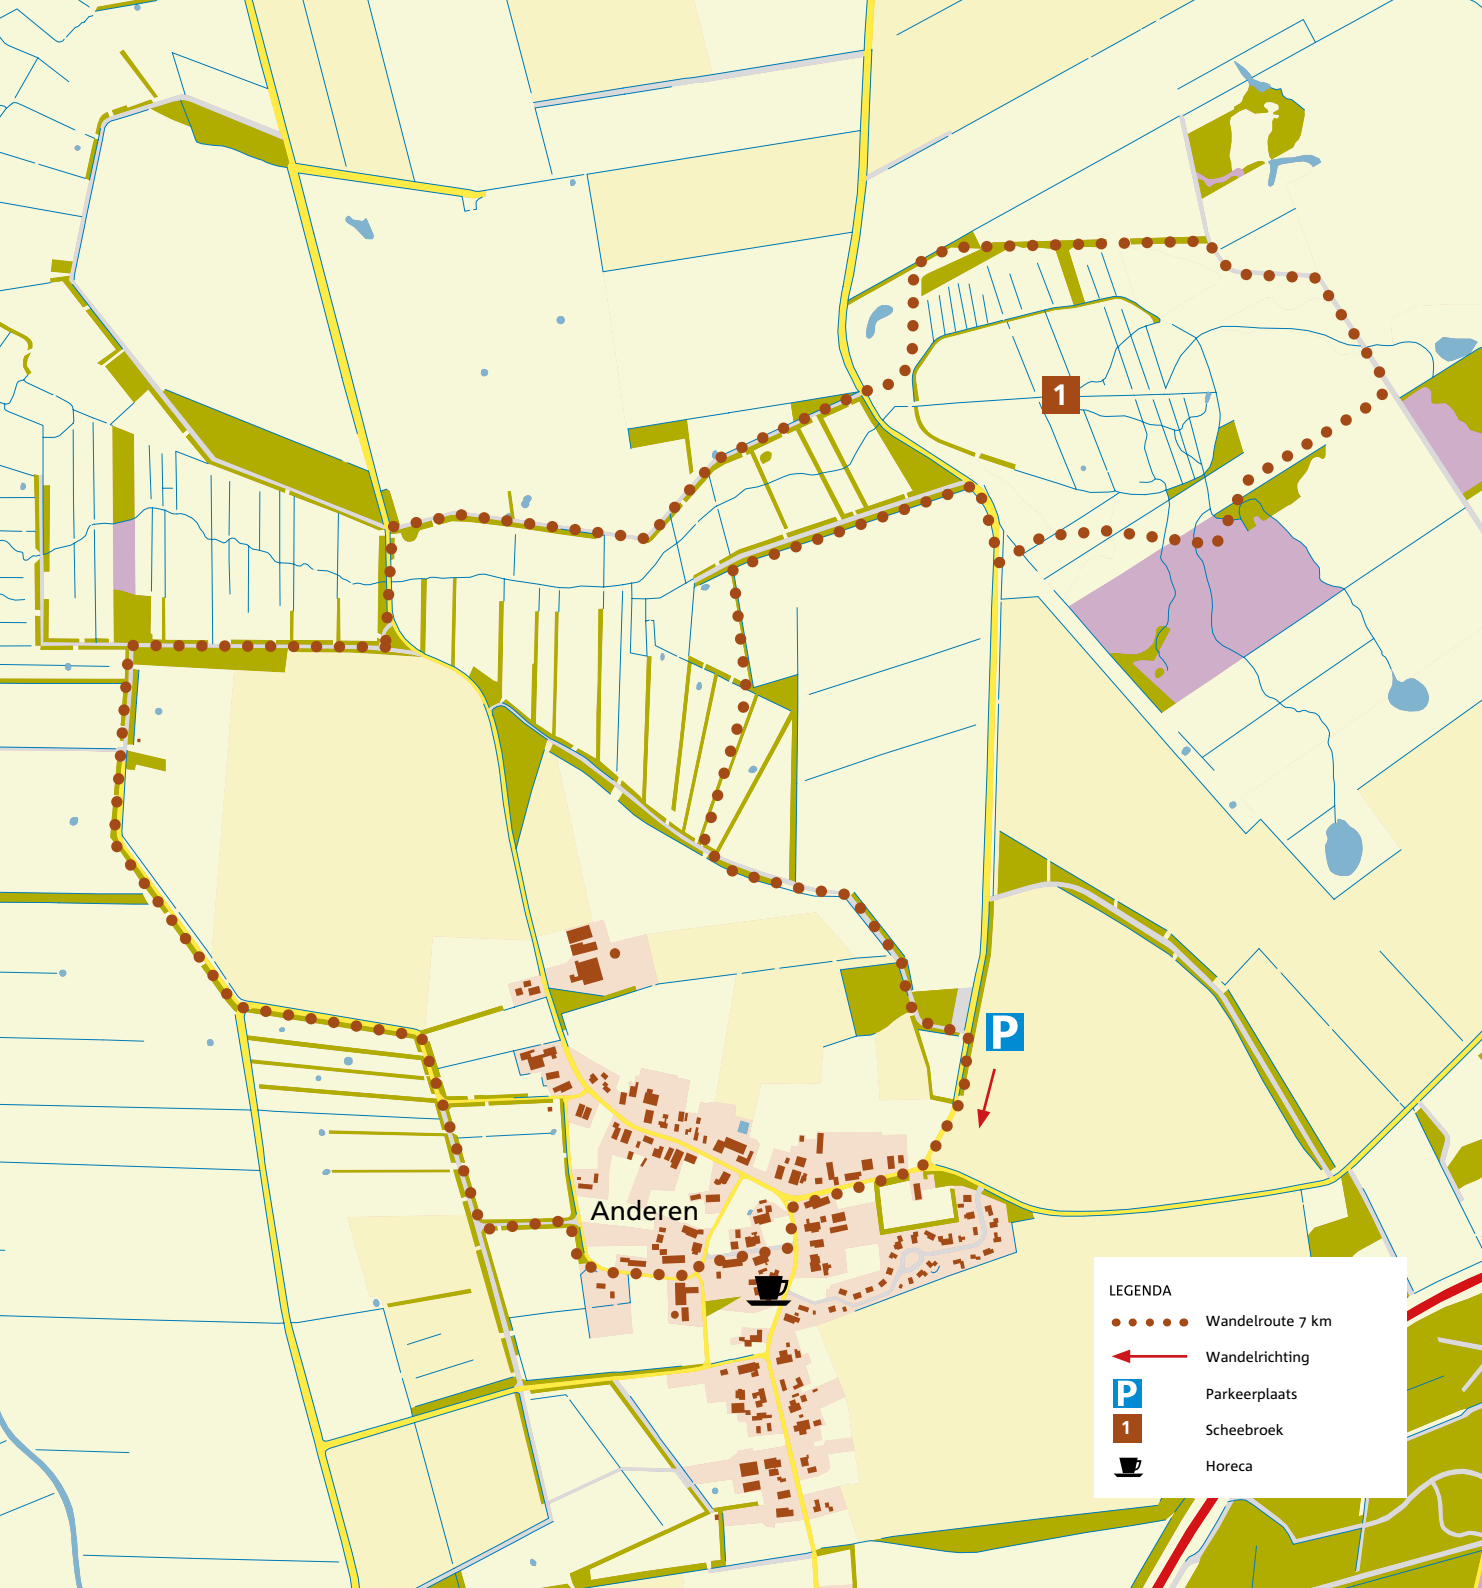 1
P
Anderen
LEGENDA
Wandelroute 7 km
Wandelrichting
P Parkeerplaats
1 Scheebroek
Horeca